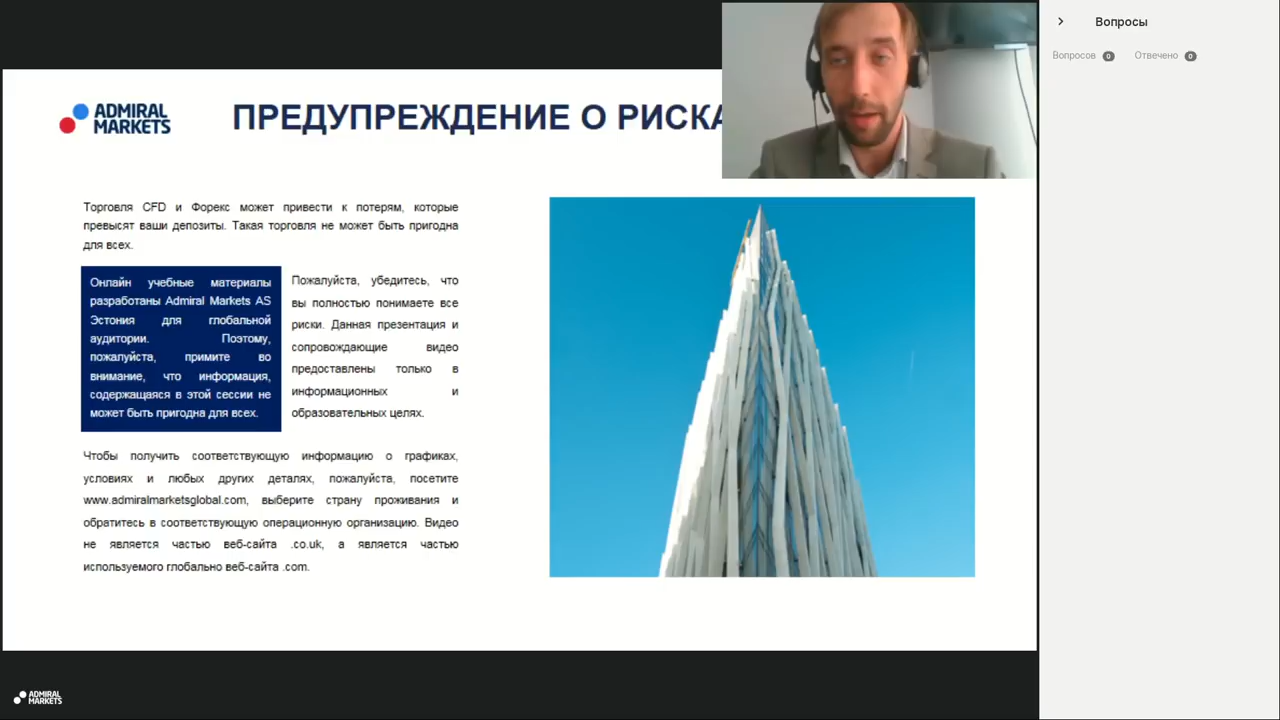 ADMIRAL
MARKETS
ПРЕДУПРЕЖДЕНИЕ О РИСКА
Торговля CFD и Форекс может привести к потерям, которые
превысят ваши депозиты. Такая торговля не может быть пригодна
для всех.
Онлайн учебные материалы
разработаны Admiral Markets AS
Эстония для глобальной
аудитории. Поэтому,
пожалуйста, примите во
внимание, что информация,
содержащаяся в этой сессии не
может быть пригодна для всех.
Пожалуйста, убедитесь, что
вы полностью понимаете все
риски. Данная презентация и
сопровождающие видео
предоставлены только в
информационных и
образовательных целях.
Чтобы получить соответствующую информацию о графиках,
условиях и любых других деталях, пожалуйста, посетите
www.admiralmarketsglobal.com, выберите страну проживания и
обратитесь в соответствующую операционную организацию. Видео
не является частью веб-сайта .co.uk, а является частью
используемого глобально веб-сайта .com.
Вопросы
Вопросов 0 Отвечено 0
ADMIRAL
MARKETS